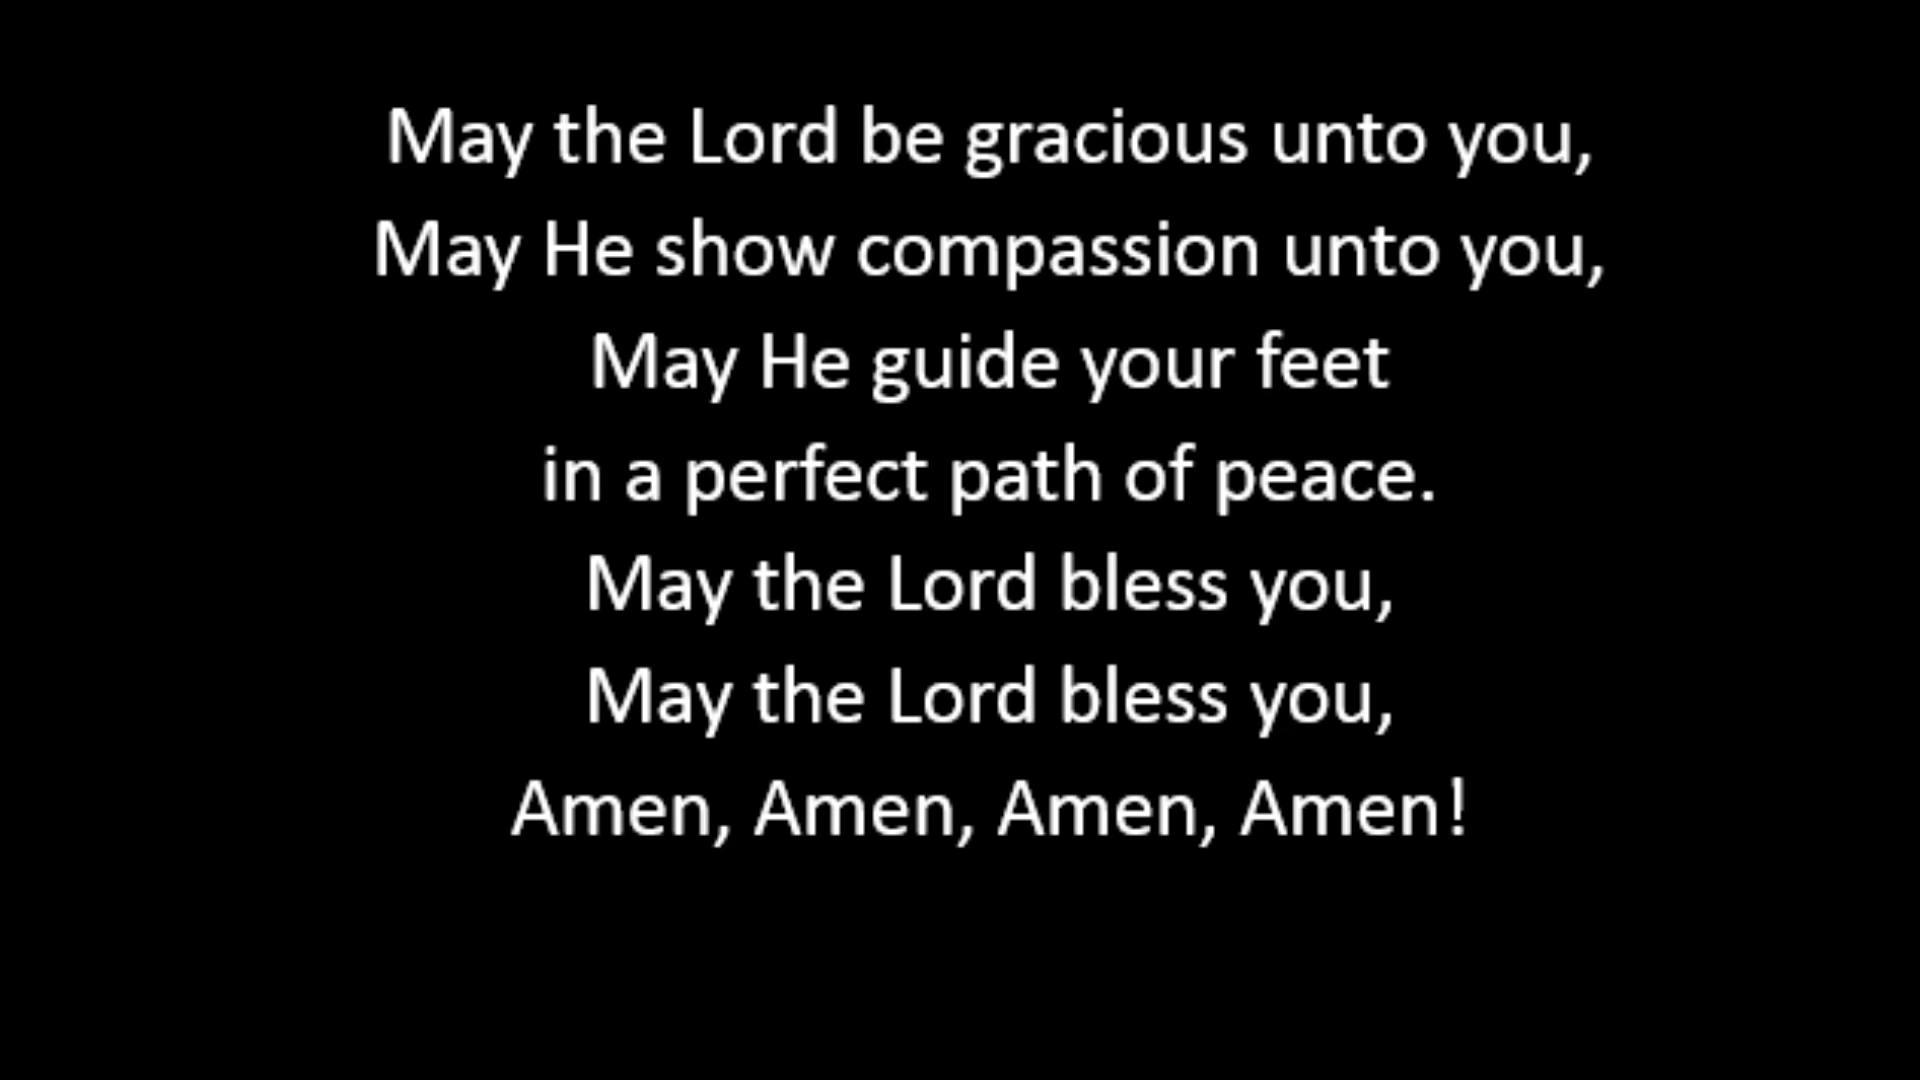 May the Lord be gracious unto you,
May He show compassion unto you,
May He guide your feet
in a perfect path of peace.
May the Lord bless you,
May the Lord bless you,
Amen, Amen, Amen, Amen!